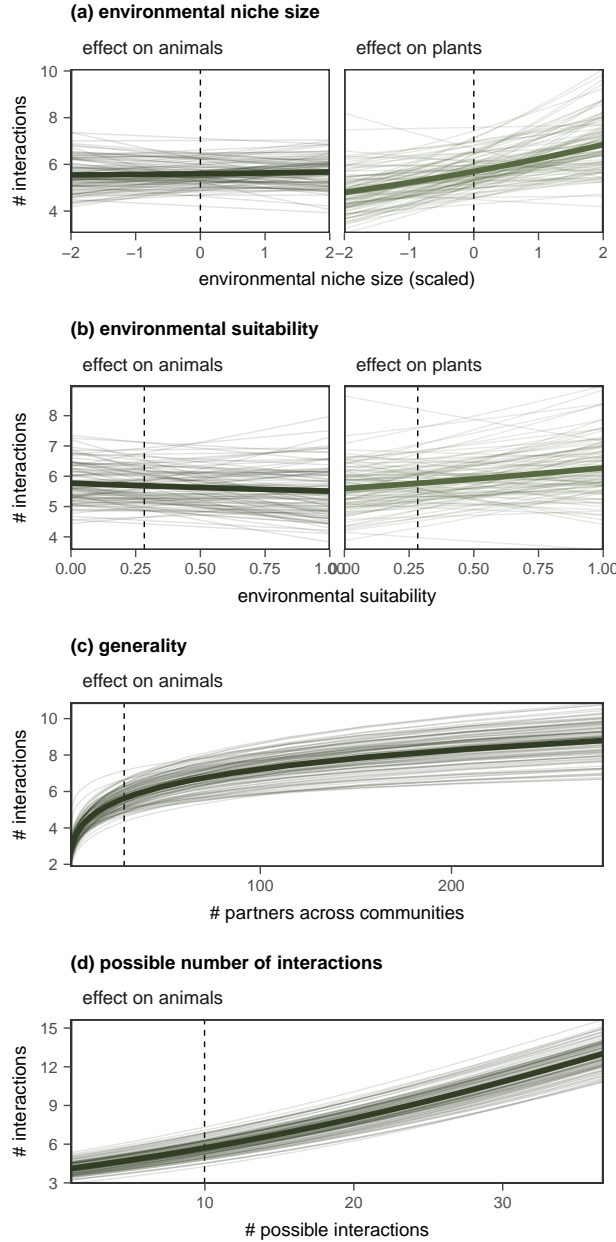 (a) environmental niche size
effect on animals effect on plants
10
8
6
4
# interactions
−2 −1 0 1 2 −2 −1 0 1 2
environmental niche size (scaled)
(b) environmental suitability
effect on animals effect on plants
8
7
6
5
4
# interactions
0.00 0.25 0.50 0.75 1.00 0.00 0.25 0.50 0.75 1.00
environmental suitability
(c) generality
effect on animals
10
8
6
4
2
# interactions
100 200
# partners across communities
(d) possible number of interactions
effect on animals
15
12
9
6
3
# interactions
10 20 30
# possible interactions